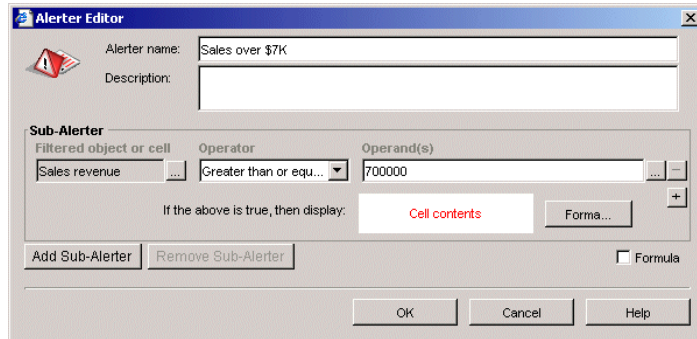 Alerter Editor
Alerter name: Sales over $7K
Description:
Sub-Alerter
Filtered object or cell Operator Operand(s)
Sales revenue ... Greater than or equ... 700000 ... −
+
If the above is true, then display: Cell contents Forma...
Add Sub-Alerter Remove Sub-Alerter Formula
OK Cancel Help